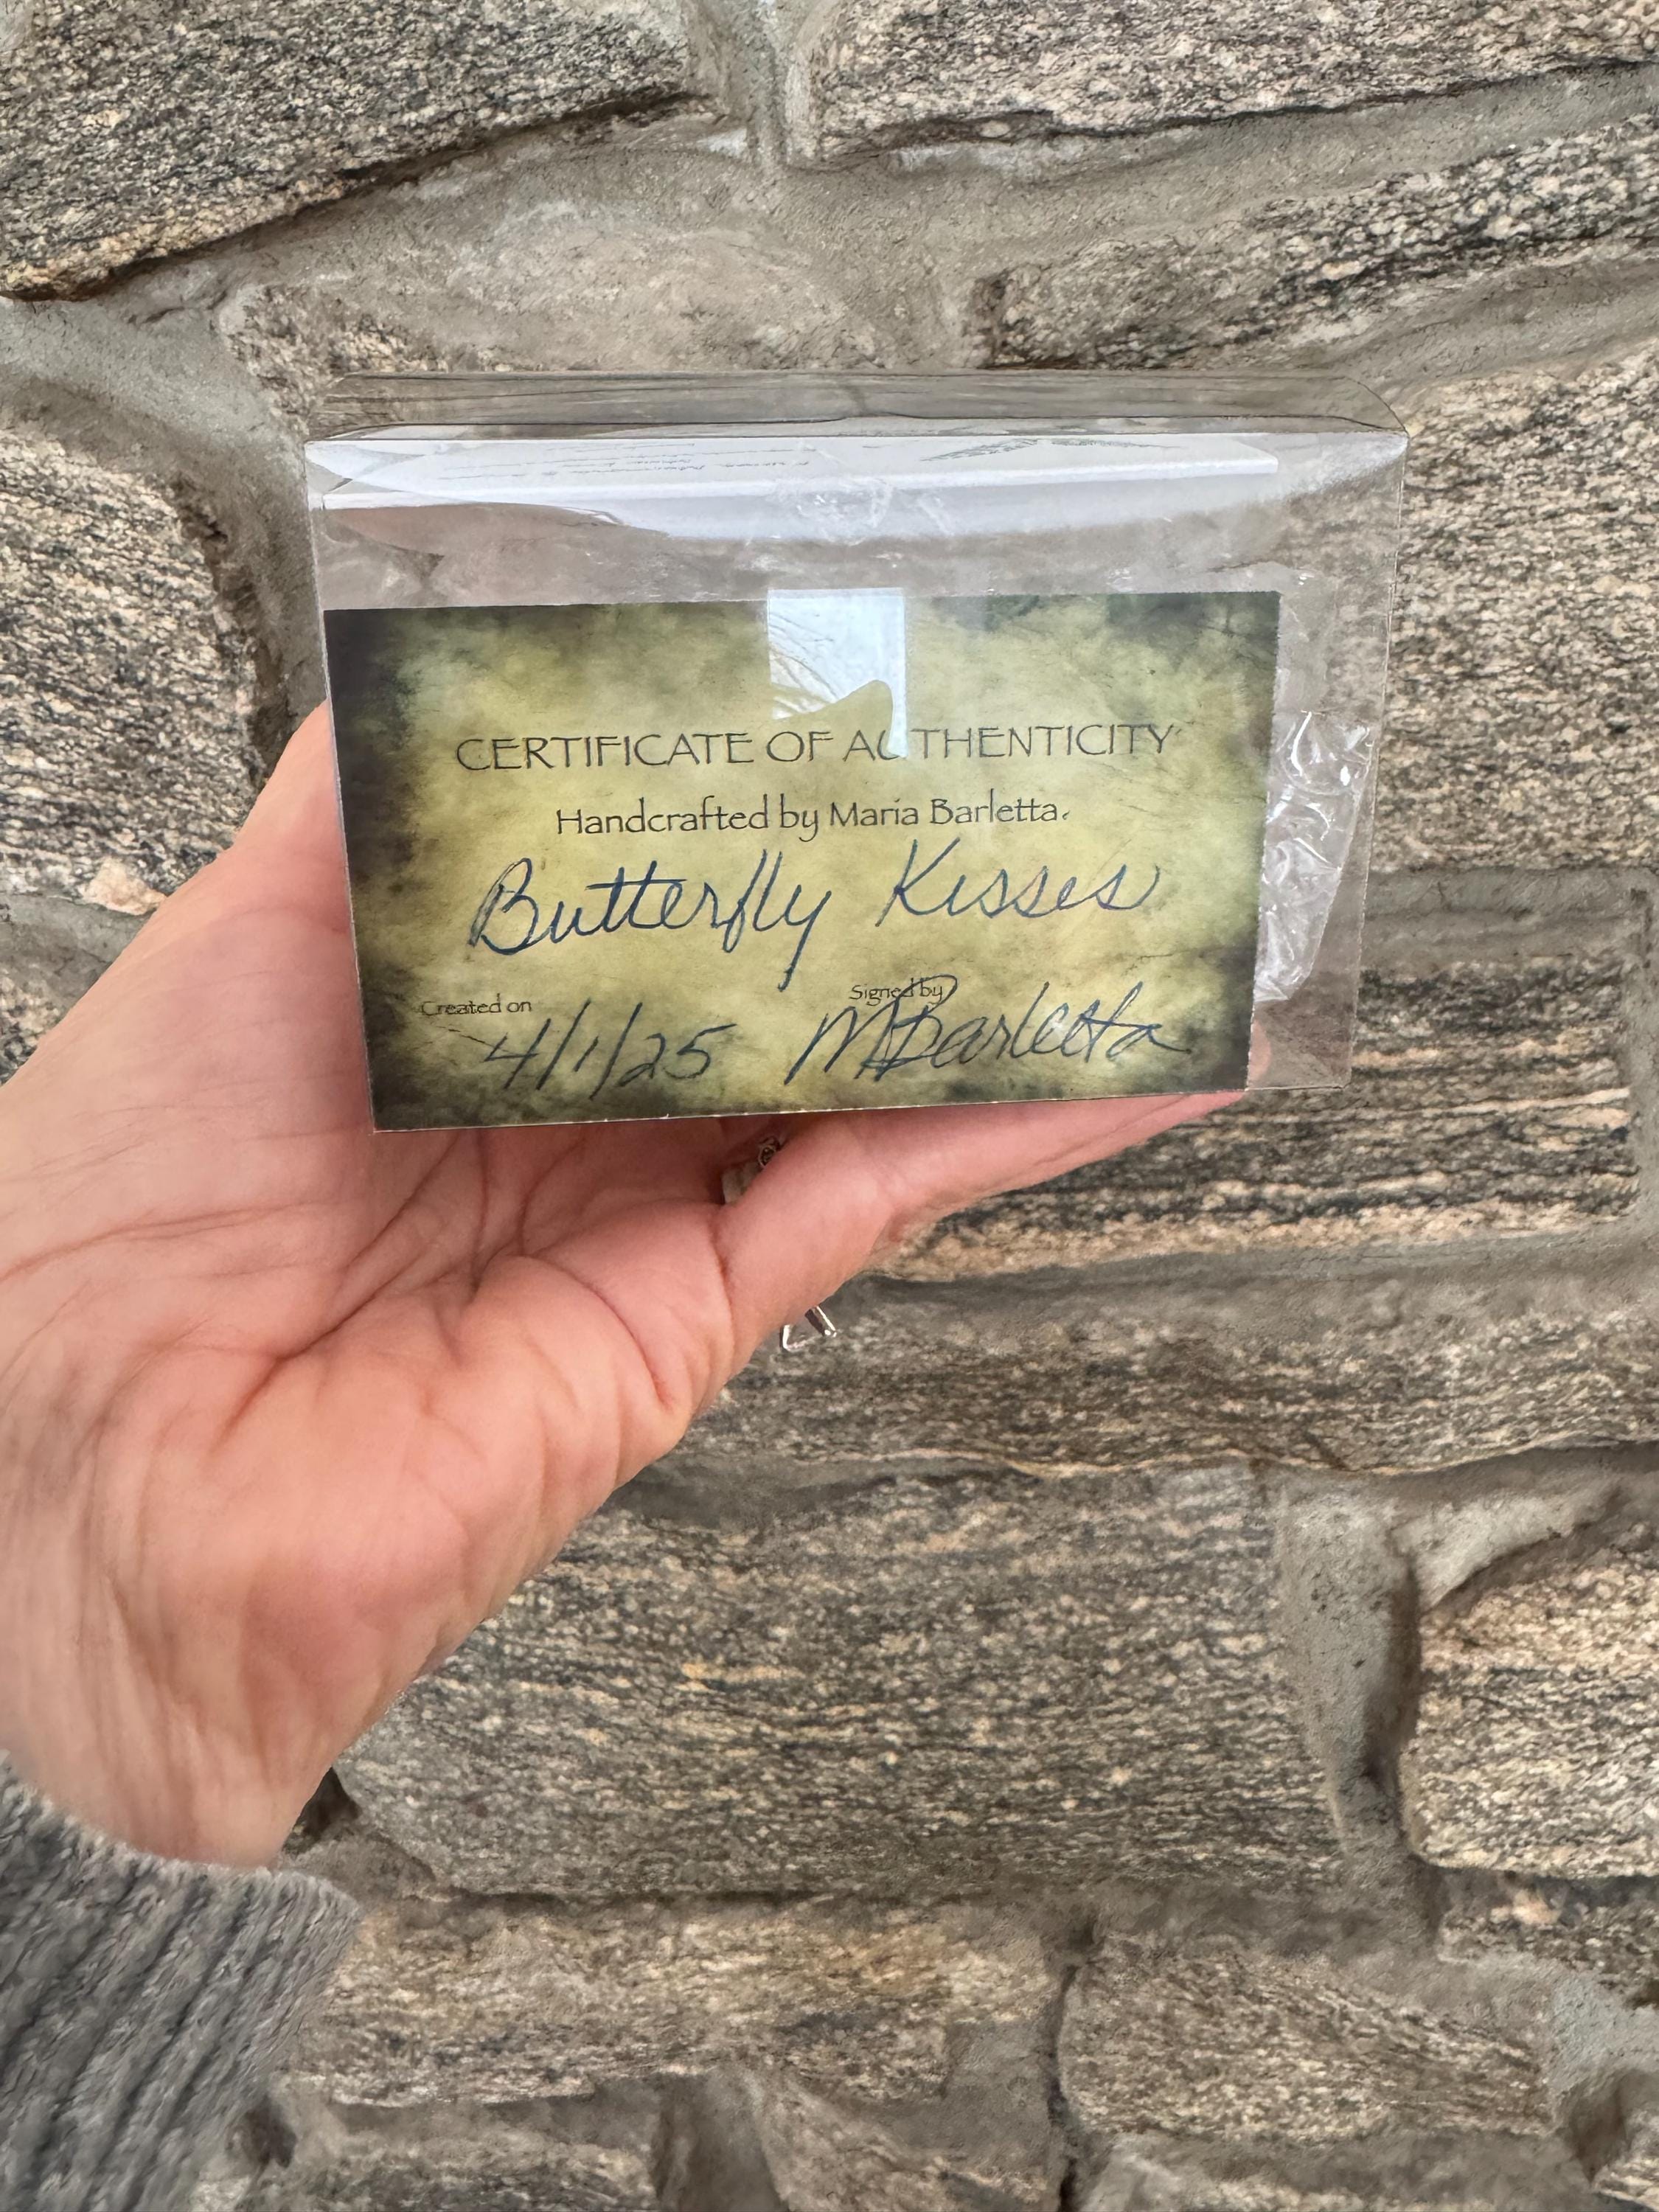 CERTIFICATE OF AUTHENTICITY
Handcrafted by Maria Barletta
Butterfly Kisses
Created on
4/1/25
Signed by
MBarletta